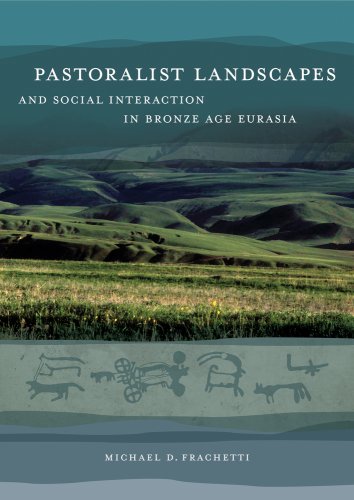 PASTORALIST LANDSCAPES
AND SOCIAL INTERACTION
IN BRONZE AGE EURASIA
MICHAEL D. FRACHETTI